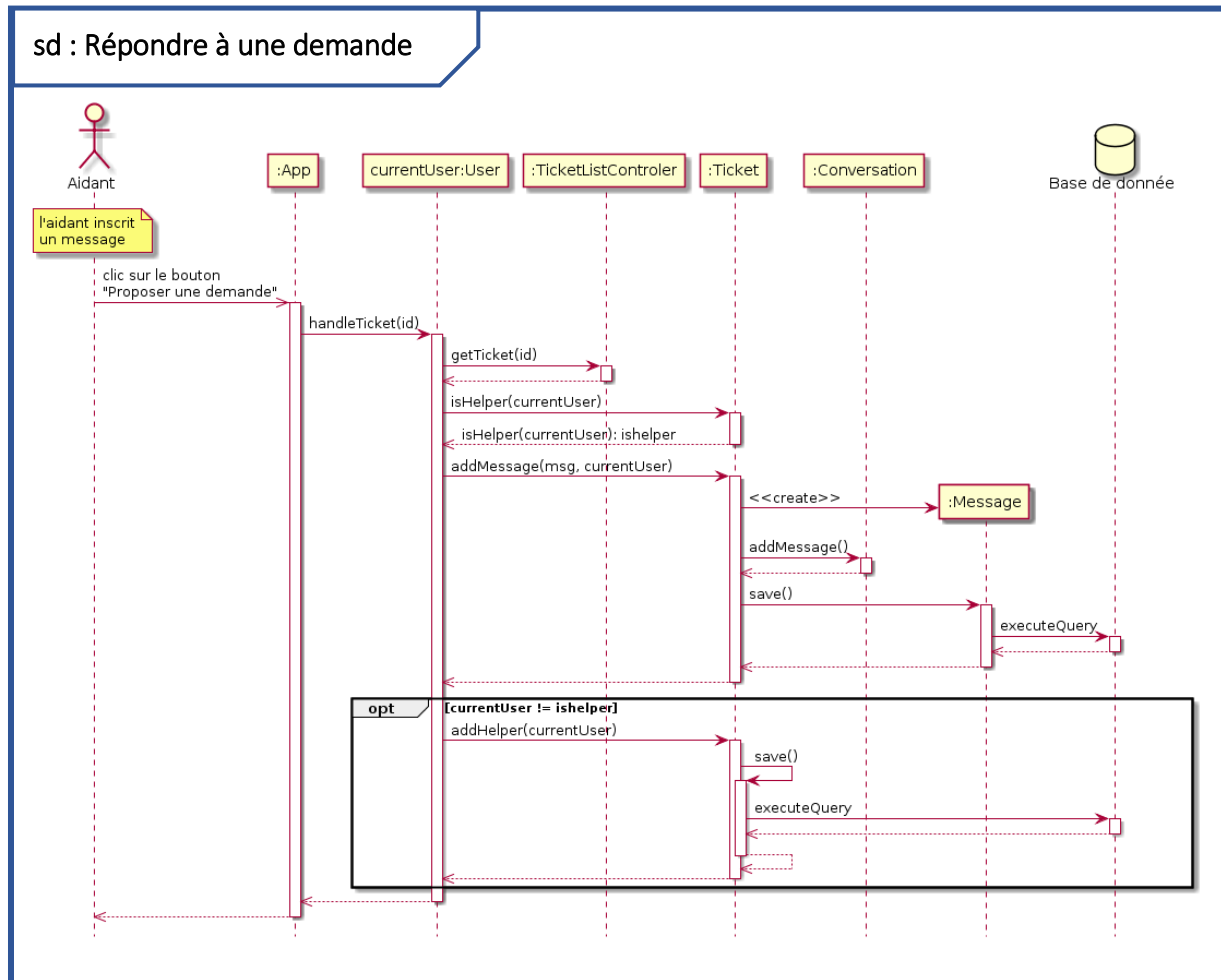 sd : Répondre à une demande
Aidant
:App
currentUser:User
:TicketListControler
:Ticket
:Conversation
Base de donnée
l'aidant inscrit
un message
clic sur le bouton
"Proposer une demande"
handleTicket(id)
getTicket(id)
isHelper(currentUser)
isHelper(currentUser): ishelper
addMessage(msg, currentUser)
<<create>>
:Message
addMessage()
save()
executeQuery
opt
[currentUser != ishelper]
addHelper(currentUser)
save()
executeQuery